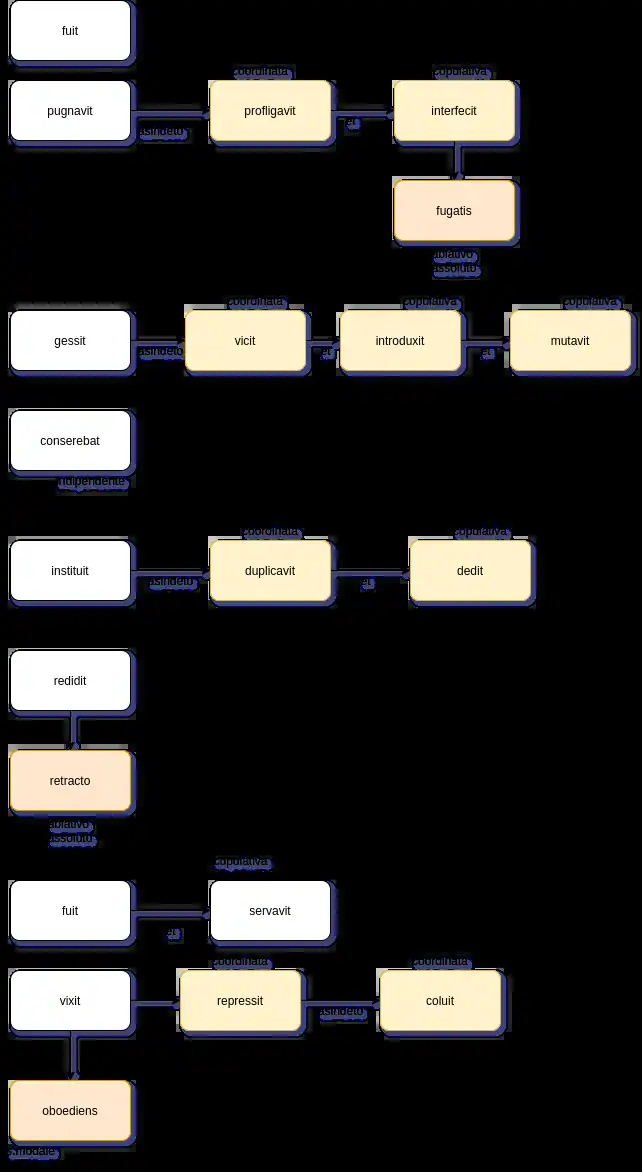 fuit
coordinata
copulativa
pugnavit
profligavit
interfecit
asindeto
et
fugatis
ablativo
assoluto
coordinata
copulativa
copulativa
gessit
vicit
introduxit
mutavit
asindeto
et
et
conserebat
indipendente
coordinata
copulativa
instituit
duplicavit
dedit
asindeto
et
redidit
retracto
ablativo
assoluto
copulativa
fuit
servavit
et
coordinata
coordinata
vixit
repressit
coluit
asindeto
oboediens
s.modale